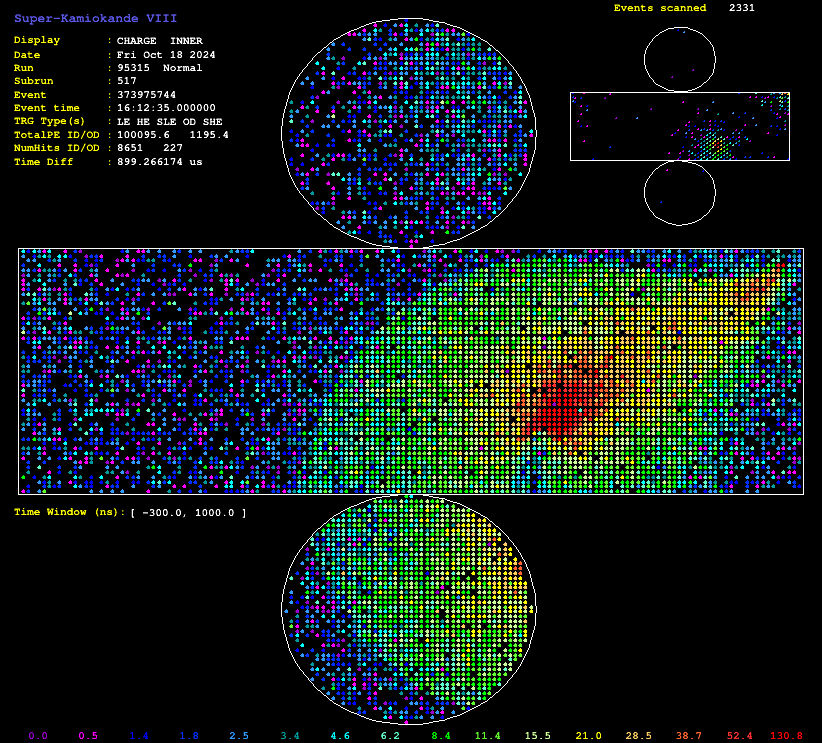 Super-Kamiokande VIII
Events scanned 2331
Display : CHARGE INNER
Date : Fri Oct 18 2024
Run : 95315 Normal
Subrun : 517
Event : 373975744
Event time : 16:12:35.000000
TRG Type(s) : LE HE SLE OD SHE
TotalPE ID/OD : 100095.6 1195.4
NumHits ID/OD : 8651 227
Time Diff : 899.266174 us
Time Window (ns): [ -300.0, 1000.0 ]
0.0 0.5 1.4 1.8 2.5 3.4 4.6 6.2 8.4 11.4 15.5 21.0 28.5 38.7 52.4 130.8